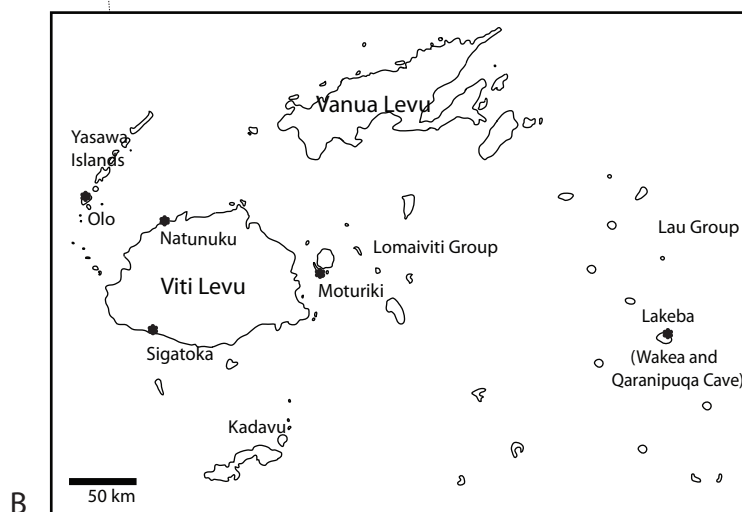 Vanua Levu
Yasawa
Islands
Olo
Natunuku
Lau Group
Lomaiviti Group
Viti Levu
Moturiki
Lakeba
Sigatoka
(Wakea and
Qaranipuqa Cave)
Kadavu
50 km
B